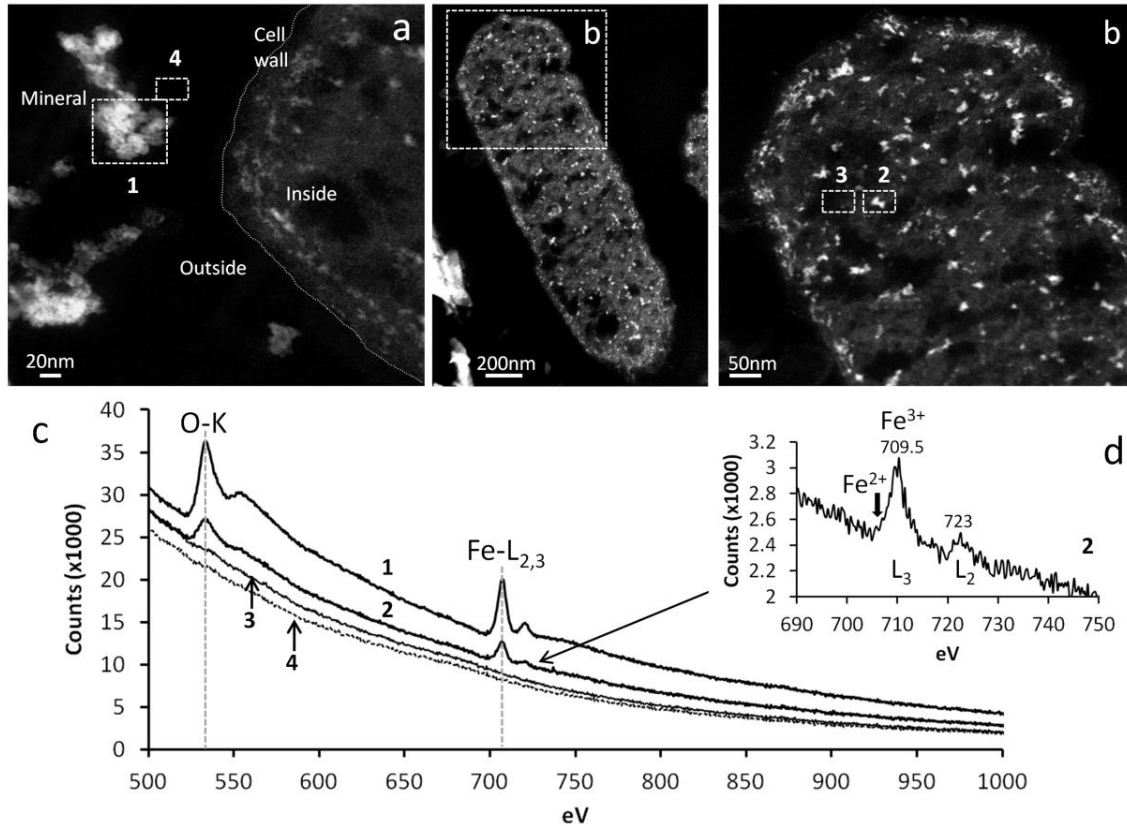 a
Cell
wall
4
Mineral
1
Inside
Outside
20nm
b
200nm
b
3 2
50nm
c
O-K
Fe-L2,3
1
2
3
4
40
35
30
25
20
15
10
5
0
Counts (x1000)
500 550 600 650 700 750 800 850 900 950 1000
eV
d
Fe3+
709.5
Fe2+
723
2
L3 L2
3.2
3
2.8
2.6
2.4
2.2
2
Counts (x1000)
690 700 710 720 730 740 750
eV